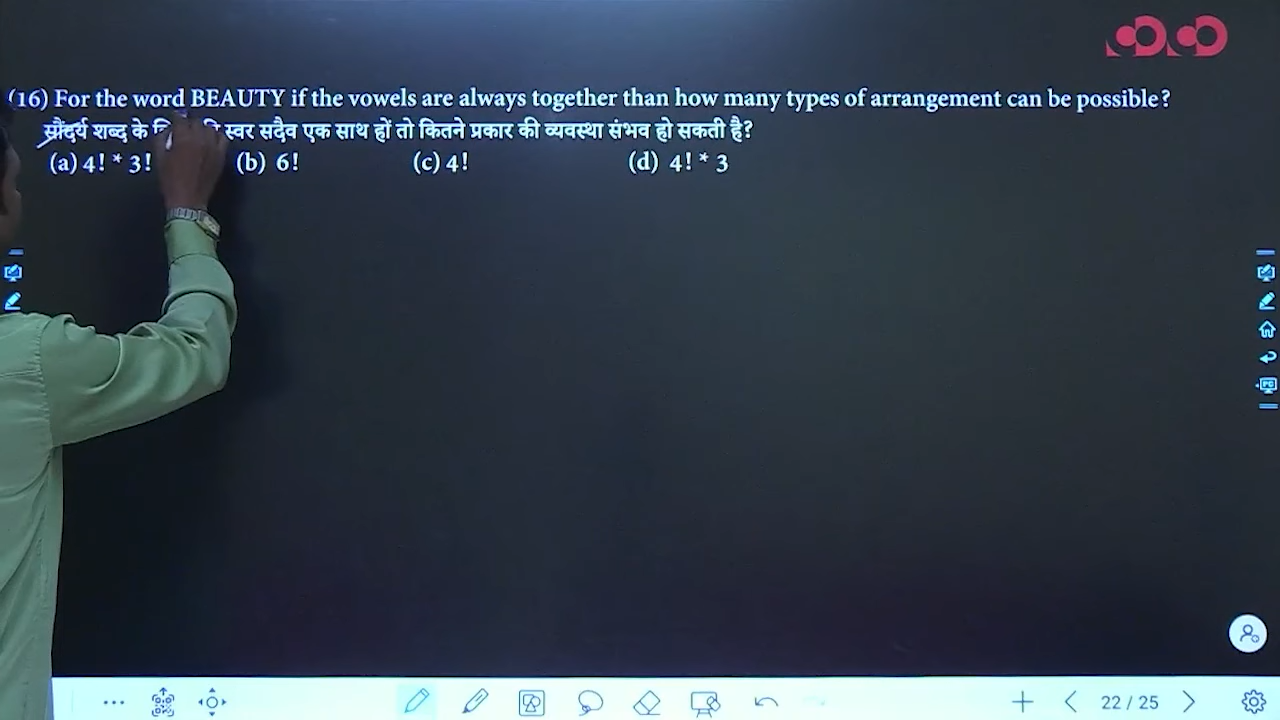 (16) For the word BEAUTY if the vowels are always together than how many types of arrangement can be possible?
सौंदर्य शब्द के स्वर सदैव एक साथ हों तो कितने प्रकार की व्यवस्था संभव हो सकती है?
(a) 4! * 3! (b) 6! (c) 4! (d) 4! * 3
PC
22 / 25